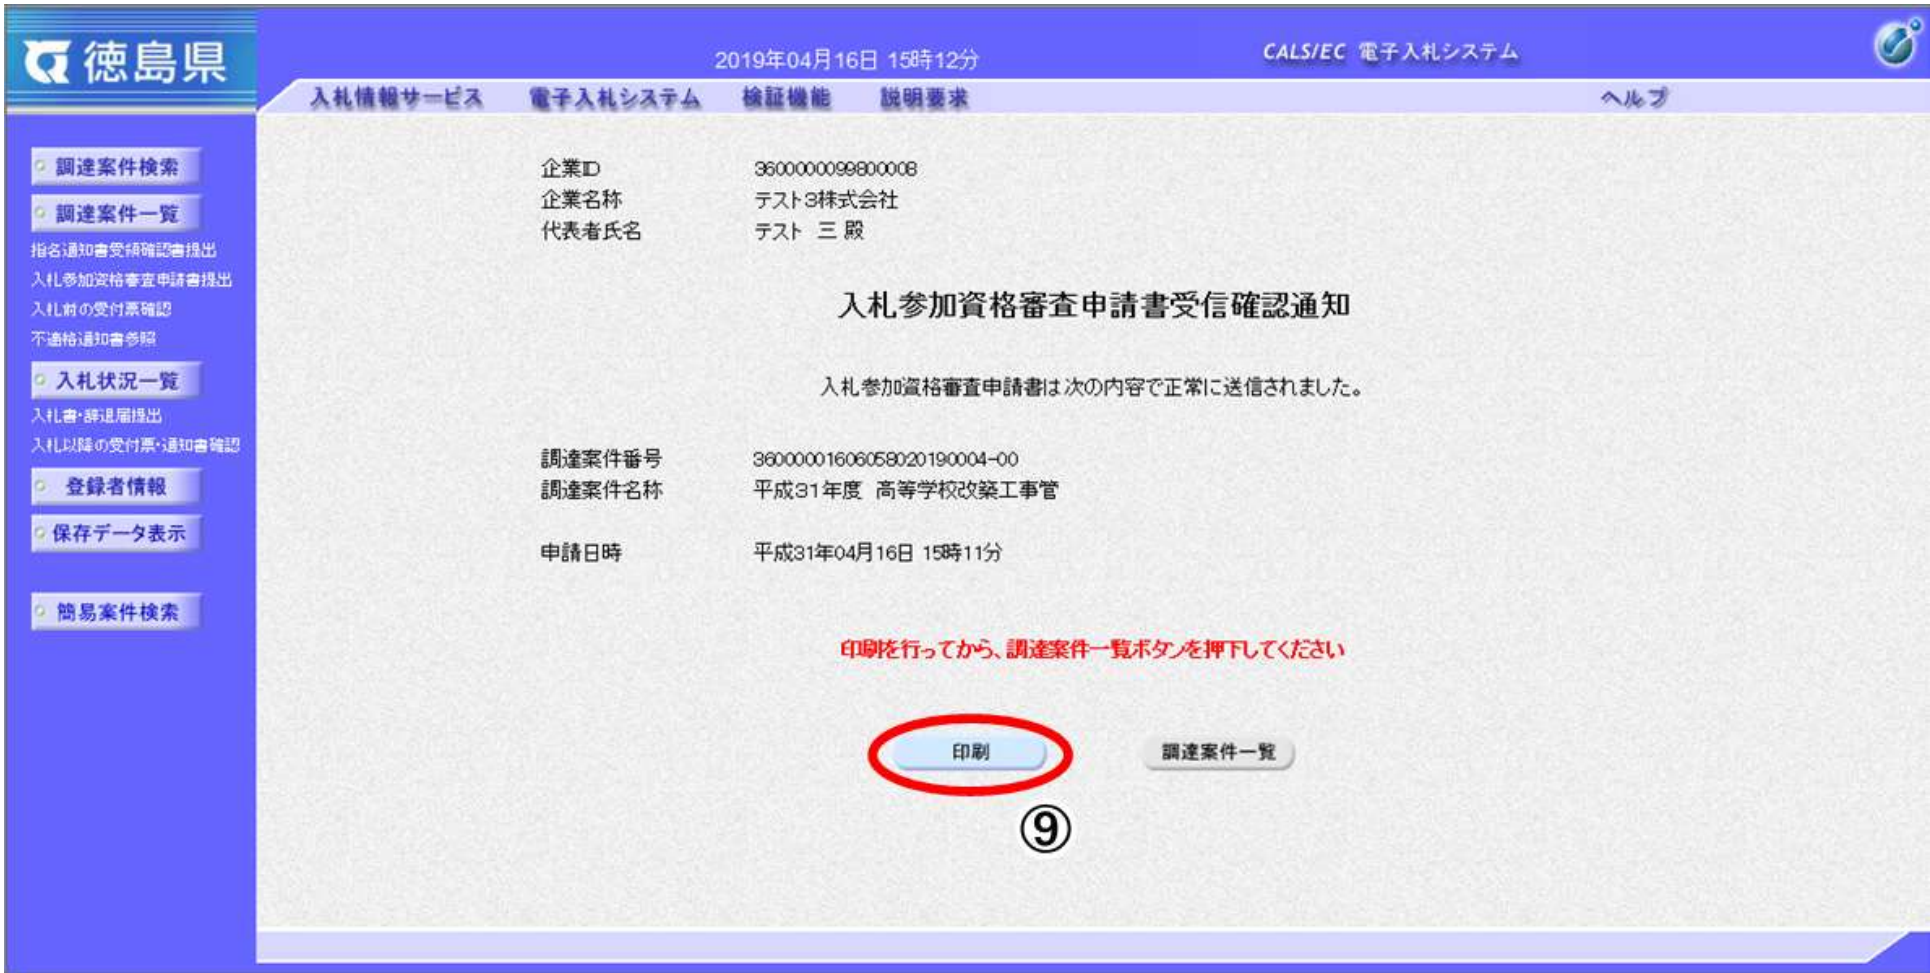 徳島県
2019年04月16日 15時12分
CALS/EC 電子入札システム
入札情報サービス 電子入札システム 検証機能 説明要求 ヘルプ
調達案件検索
調達案件一覧
指名通知書受領確認書提出
入札参加資格審査申請書提出
入札前の受付票確認
不適格通知書参照
入札状況一覧
入札書・辞退届提出
入札以降の受付票・通知書確認
登録者情報
保存データ表示
簡易案件検索
企業ID 3600000099800008
企業名称 テスト3株式会社
代表者氏名 テスト 三 殿
入札参加資格審査申請書受信確認通知
入札参加資格審査申請書は次の内容で正常に送信されました。
調達案件番号 36000001606058020190004-00
調達案件名称 平成31年度 高等学校改築工事管
申請日時 平成31年04月16日 15時11分
印刷を行ってから、調達案件一覧ボタンを押下してください
印刷 調達案件一覧
⑨